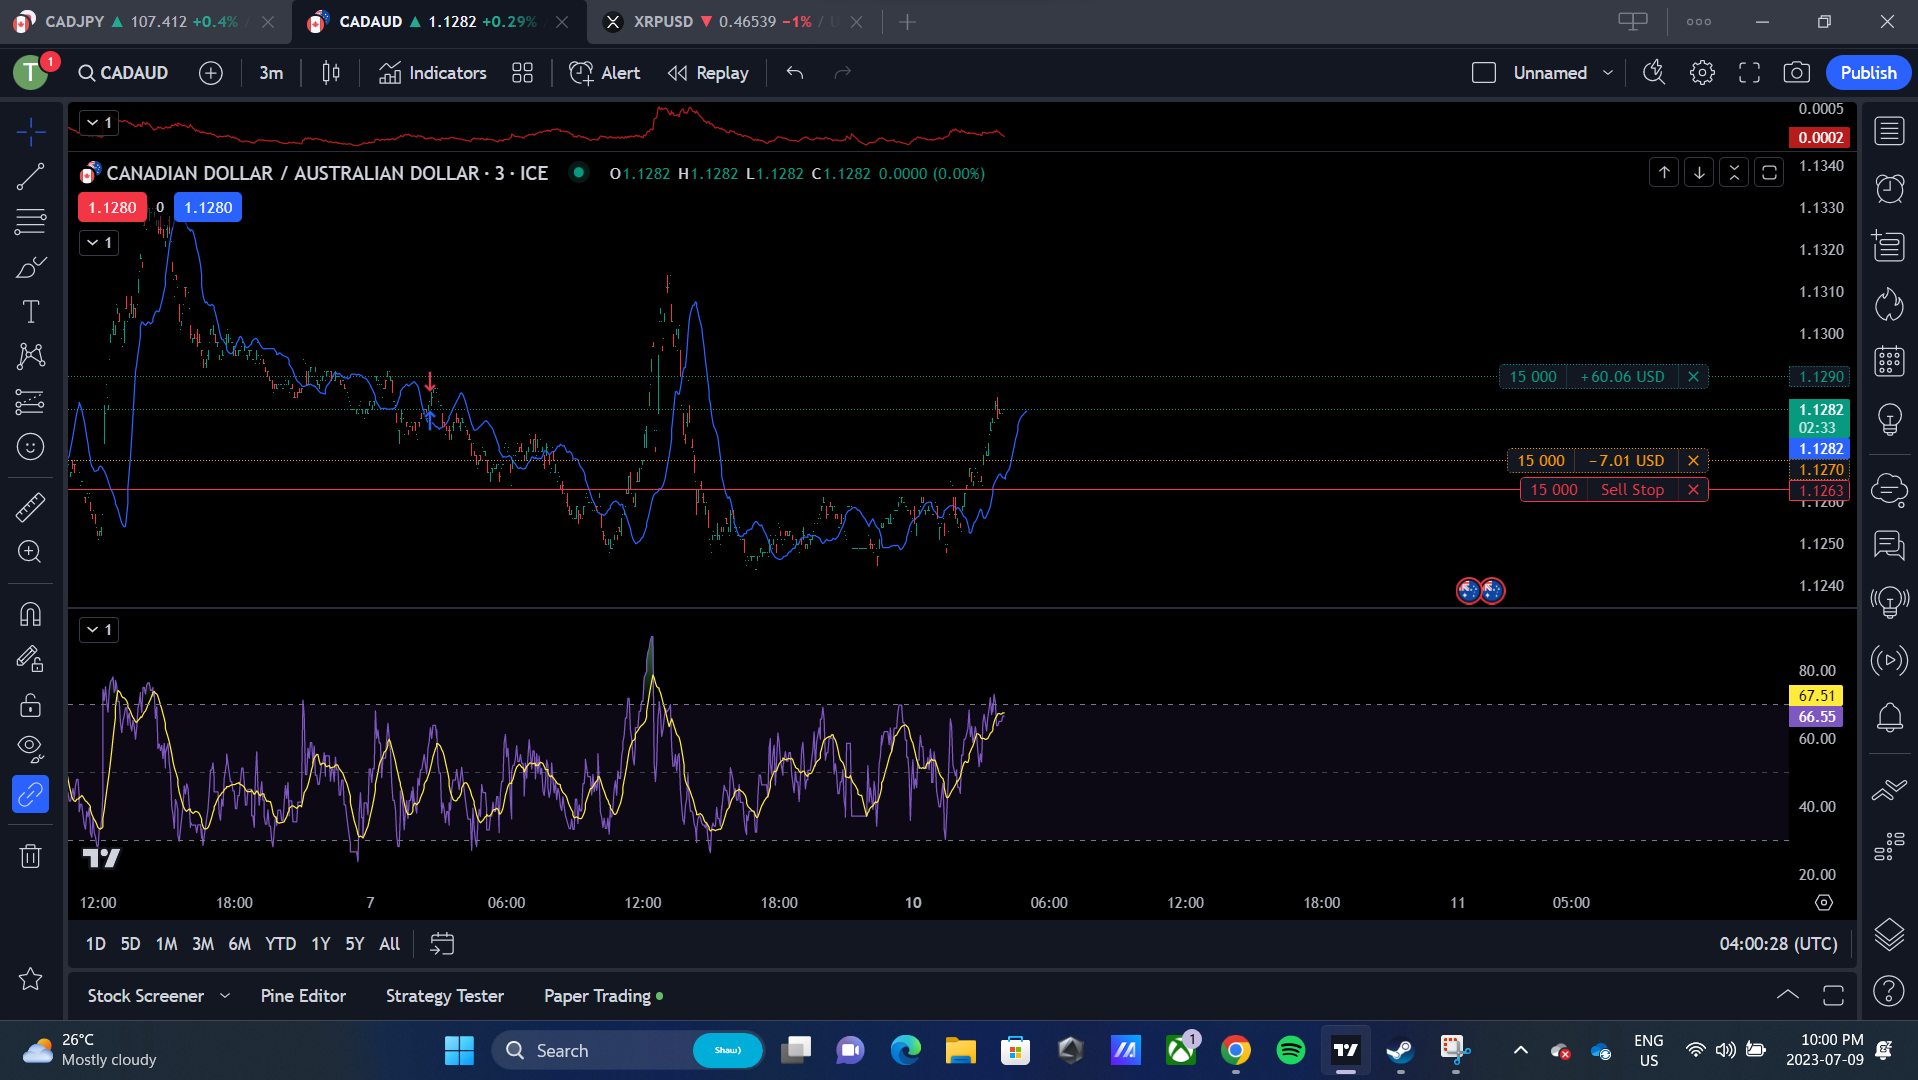 CADJPY ▲ 107.412 +0.4%
CADAUD ▲ 1.1282 +0.29%
XRPUSD ▼ 0.46539 −1% / U
T 1
CADAUD
3m
Indicators
Alert
Replay
Unnamed
Publish
1
0.0005
0.0002
CANADIAN DOLLAR / AUSTRALIAN DOLLAR · 3 · ICE
O1.1282 H1.1282 L1.1282 C1.1282 0.0000 (0.00%)
1.1280 0 1.1280
1
1.1340
1.1330
1.1320
1.1310
1.1300
15 000 +60.06 USD 1.1290
1.1282
02:33
1.1282
15 000 −7.01 USD 1.1270
15 000 Sell Stop 1.1263
1.1260
1.1250
1.1240
1
80.00
67.51
66.55
60.00
40.00
20.00
12:00 18:00 7 06:00 12:00 18:00 10 06:00 12:00 18:00 11 05:00
1D 5D 1M 3M 6M YTD 1Y 5Y All
04:00:28 (UTC)
Stock Screener Pine Editor Strategy Tester Paper Trading
26°C
Mostly cloudy
Search
Shaw)
1
ENG
US
10:00 PM
2023-07-09